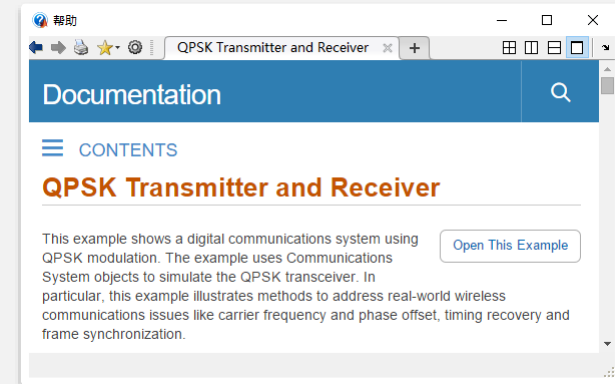 帮助
QPSK Transmitter and Receiver
Documentation
CONTENTS
QPSK Transmitter and Receiver
This example shows a digital communications system using
Open This Example
QPSK modulation. The example uses Communications
System objects to simulate the QPSK transceiver. In
particular, this example illustrates methods to address real-world wireless
communications issues like carrier frequency and phase offset, timing recovery and
frame synchronization.